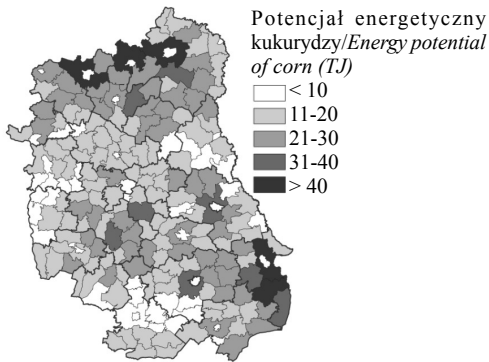 Potencjał energetyczny
kukurydzy/Energy potential
of corn (TJ)
< 10
11-20
21-30
31-40
> 40